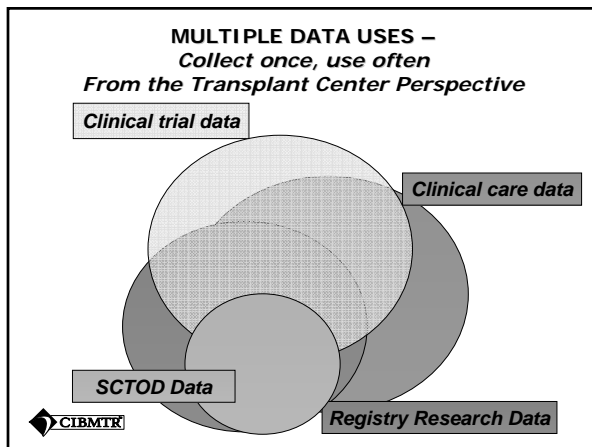 MULTIPLE DATA USES –
Collect once, use often
From the Transplant Center Perspective
Clinical trial data
Clinical care data
SCTOD Data
Registry Research Data
CIBMTR®